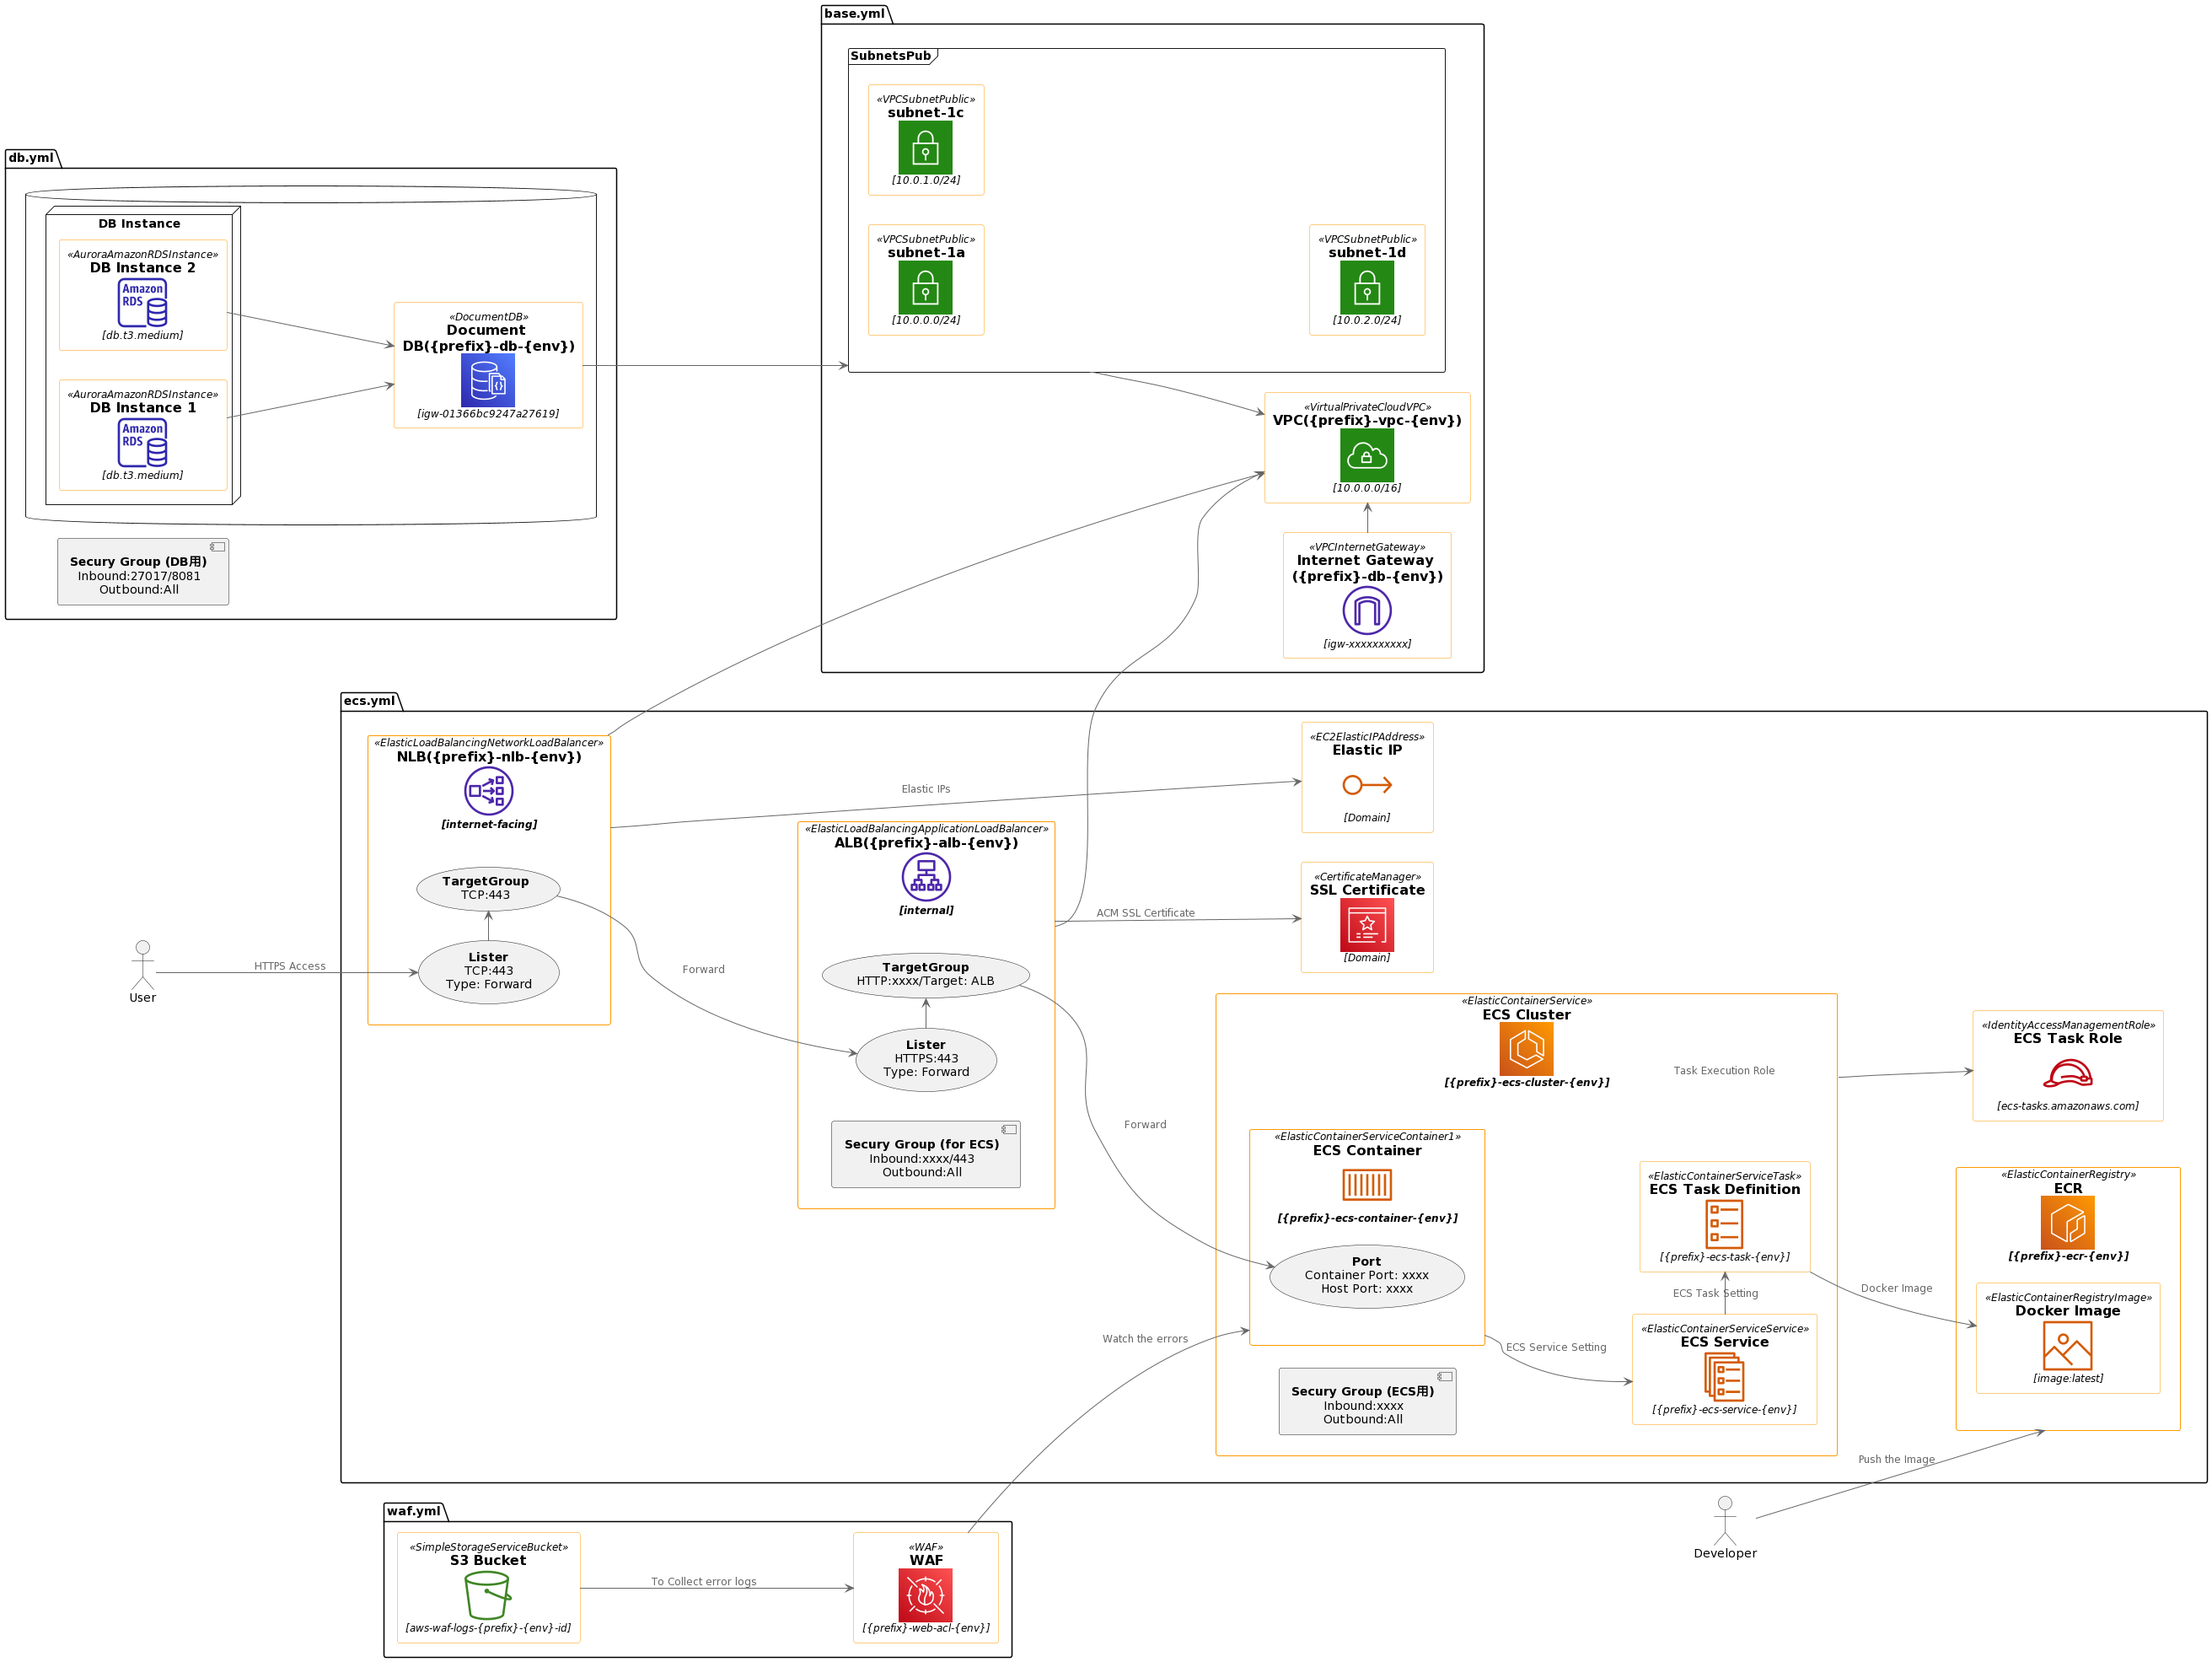 base.yml
SubnetsPub
«VPCSubnetPublic»
subnet-1c
[10.0.1.0/24]
«VPCSubnetPublic»
subnet-1a
[10.0.0.0/24]
«VPCSubnetPublic»
subnet-1d
[10.0.2.0/24]
«VirtualPrivateCloudVPC»
VPC({prefix}-vpc-{env})
[10.0.0.0/16]
«VPCInternetGateway»
Internet Gateway
({prefix}-db-{env})
[igw-xxxxxxxxxx]
db.yml
DB Instance
«AuroraAmazonRDSInstance»
DB Instance 2
Amazon
RDS
[db.t3.medium]
«AuroraAmazonRDSInstance»
DB Instance 1
Amazon
RDS
[db.t3.medium]
«DocumentDB»
Document
DB({prefix}-db-{env})
[igw-01366bc9247a27619]
Secury Group (DB用)
Inbound:27017/8081
Outbound:All
ecs.yml
«ElasticLoadBalancingNetworkLoadBalancer»
NLB({prefix}-nlb-{env})
[internet-facing]
TargetGroup
TCP:443
Lister
TCP:443
Type: Forward
User
HTTPS Access
Forward
Elastic IPs
«ElasticLoadBalancingApplicationLoadBalancer»
ALB({prefix}-alb-{env})
[internal]
TargetGroup
HTTP:xxxx/Target: ALB
Lister
HTTPS:443
Type: Forward
Secury Group (for ECS)
Inbound:xxxx/443
Outbound:All
ACM SSL Certificate
Forward
«EC2ElasticIPAddress»
Elastic IP
[Domain]
«CertificateManager»
SSL Certificate
[Domain]
«ElasticContainerService»
ECS Cluster
[{prefix}-ecs-cluster-{env}]
Task Execution Role
«ElasticContainerServiceContainer1»
ECS Container
[{prefix}-ecs-container-{env}]
Port
Container Port: xxxx
Host Port: xxxx
Secury Group (ECS用)
Inbound:xxxx
Outbound:All
ECS Service Setting
«ElasticContainerServiceTask»
ECS Task Definition
[{prefix}-ecs-task-{env}]
ECS Task Setting
«ElasticContainerServiceService»
ECS Service
[{prefix}-ecs-service-{env}]
«IdentityAccessManagementRole»
ECS Task Role
[ecs-tasks.amazonaws.com]
Docker Image
«ElasticContainerRegistry»
ECR
[{prefix}-ecr-{env}]
«ElasticContainerRegistryImage»
Docker Image
[image:latest]
Push the Image
Developer
Watch the errors
waf.yml
«SimpleStorageServiceBucket»
S3 Bucket
[aws-waf-logs-{prefix}-{env}-id]
To Collect error logs
«WAF»
WAF
[{prefix}-web-acl-{env}]